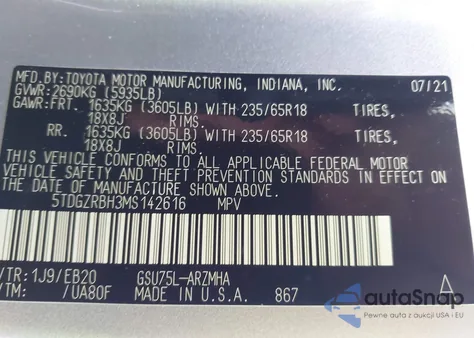 MFD.BY:TOYOTA MOTOR MANUFACTURING, INDIANA, INC. 07/21
GVWR: 2690KG (5935LB)
GAWR:FRT. 1635KG (3605LB) WITH 235/65R18 TIRES,
18X8J RIMS.
RR. 1635KG (3605LB) WITH 235/65R18 TIRES,
18X8J RIMS.
THIS VEHICLE CONFORMS TO ALL APPLICABLE FEDERAL MOTOR
VEHICLE SAFETY AND THEFT PREVENTION STANDARDS IN EFFECT ON
THE DATE OF MANUFACTURE SHOWN ABOVE.
5TDGZRBH3MS142616 MPV
/TR:1J9/EB20 GSU75L-ARZMHA
/TM: /UA80F MADE IN U.S.A. 867 A
autoSnap
Pewne auta z dojazdem z USA i EU